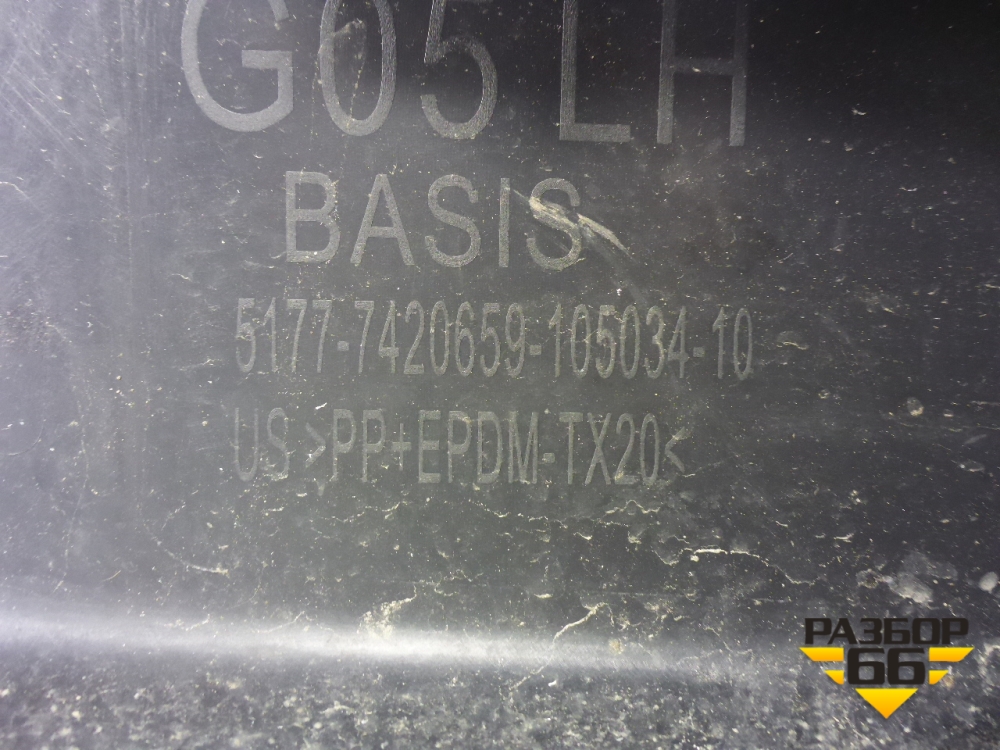 G05 LH
BASIS
5177-7420659-105034-10
US >PP+EPDM-TX20<
РАЗБОР
66